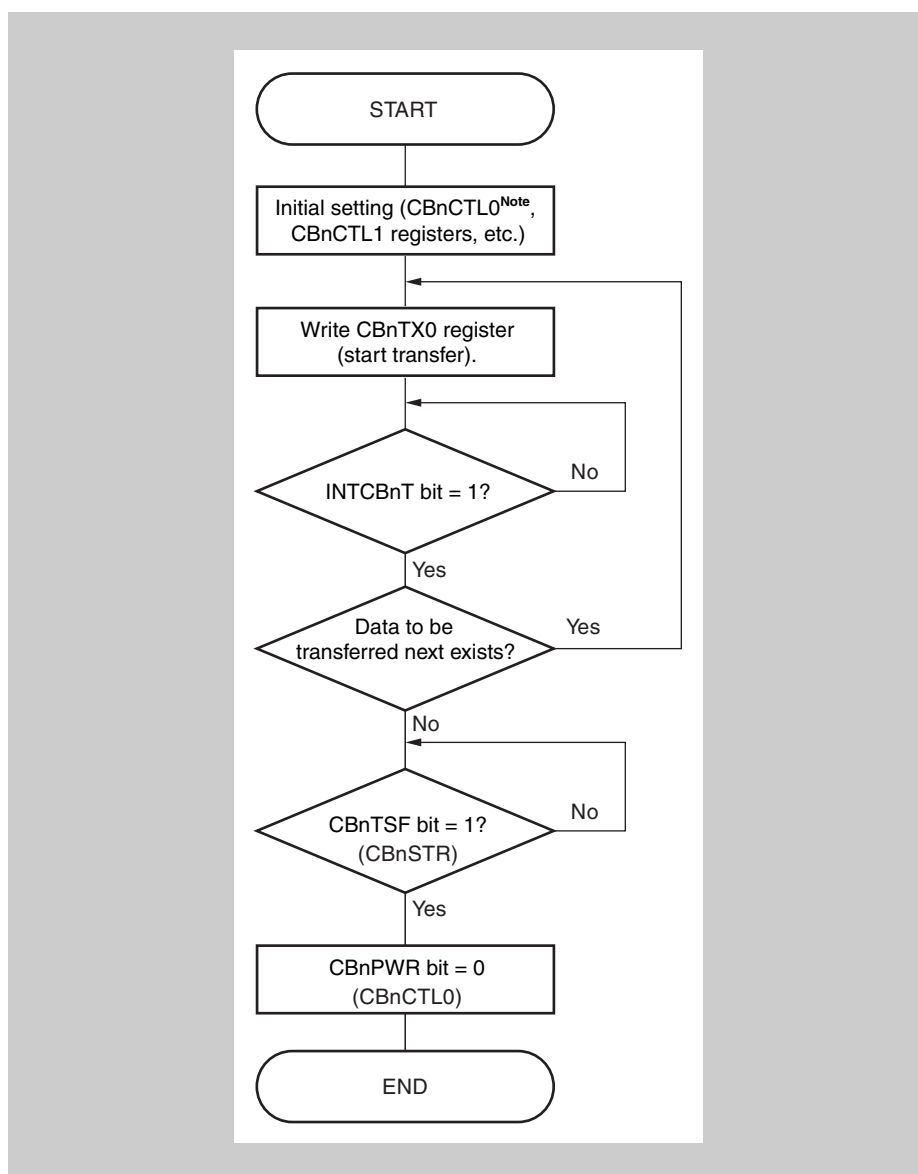 START
Initial setting (CBnCTL0Note,
CBnCTL1 registers, etc.)
Write CBnTX0 register
(start transfer).
No
INTCBnT bit = 1?
Yes
Data to be
transferred next exists?
Yes
No
No
CBnTSF bit = 1?
(CBnSTR)
Yes
CBnPWR bit = 0
(CBnCTL0)
END